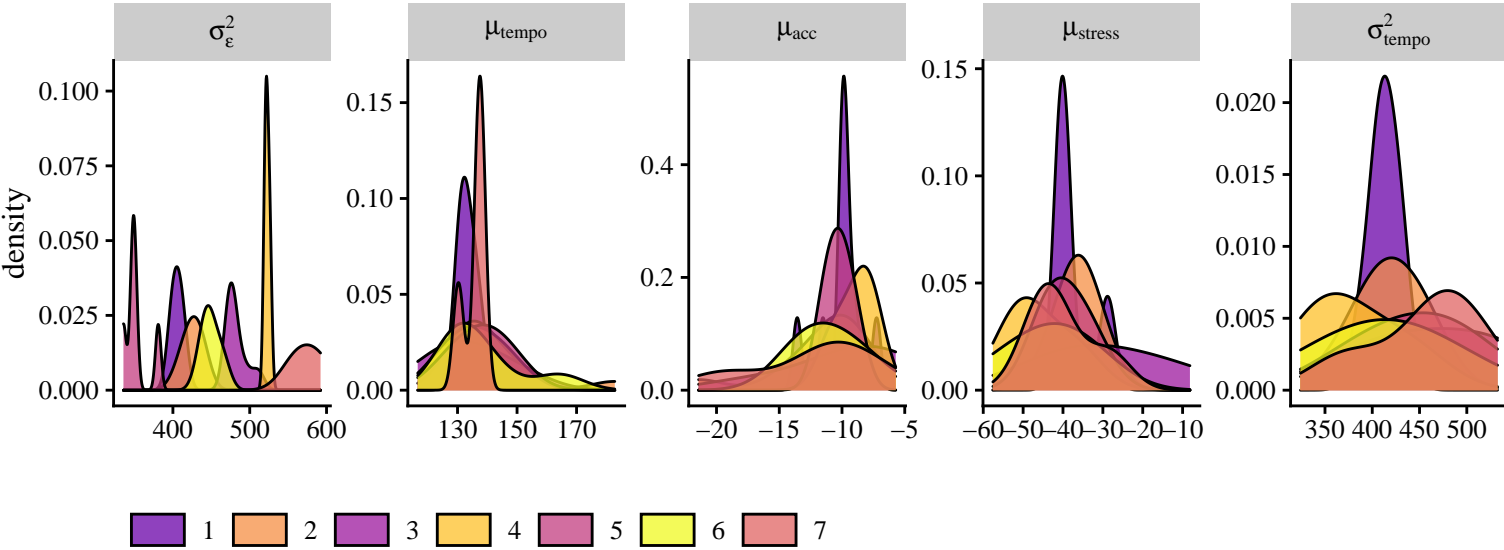 σ²ε μtempo μacc μstress σ²tempo
density
0.100 0.075 0.050 0.025 0.000
400 500 600
0.15 0.10 0.05 0.00
130 150 170
0.4 0.2 0.0
−20 −15 −10 −5
0.15 0.10 0.05 0.00
−60 −50 −40 −30 −20 −10
0.020 0.015 0.010 0.005 0.000
350 400 450 500
1 2 3 4 5 6 7